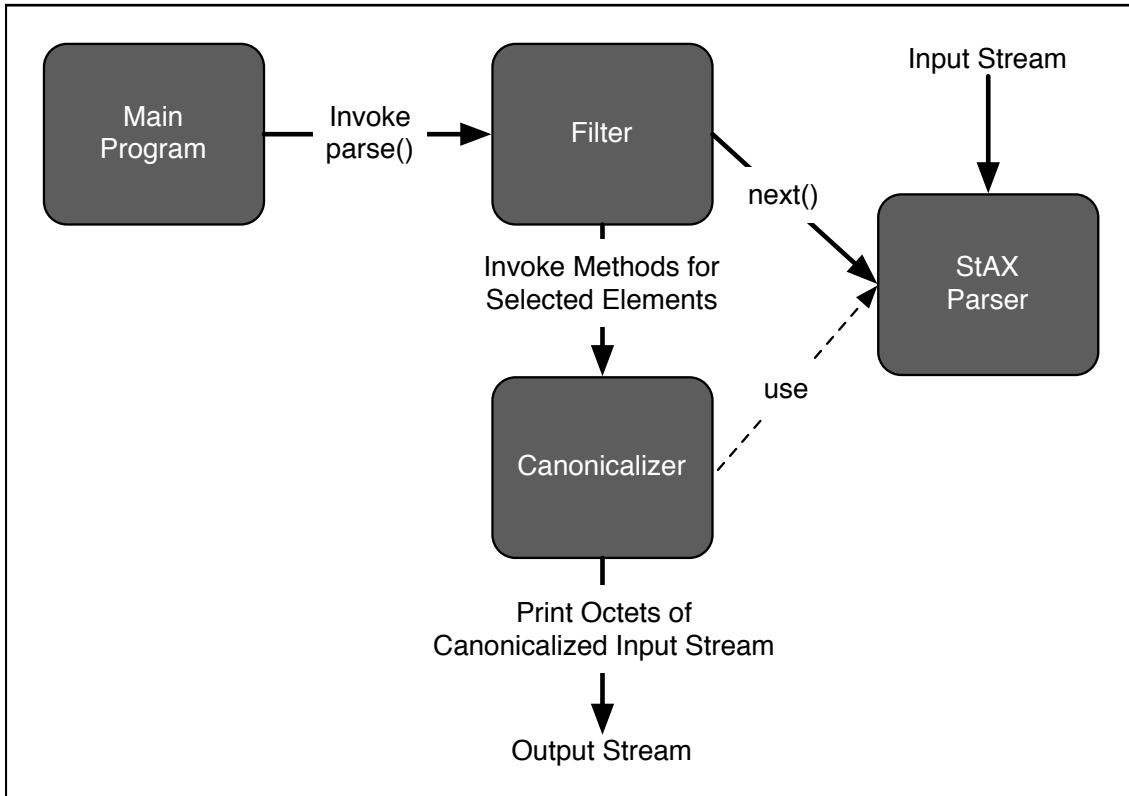 Main
Program
Invoke
parse()
Filter
next()
Input Stream
StAX
Parser
Invoke Methods for
Selected Elements
use
Canonicalizer
Print Octets of
Canonicalized Input Stream
Output Stream